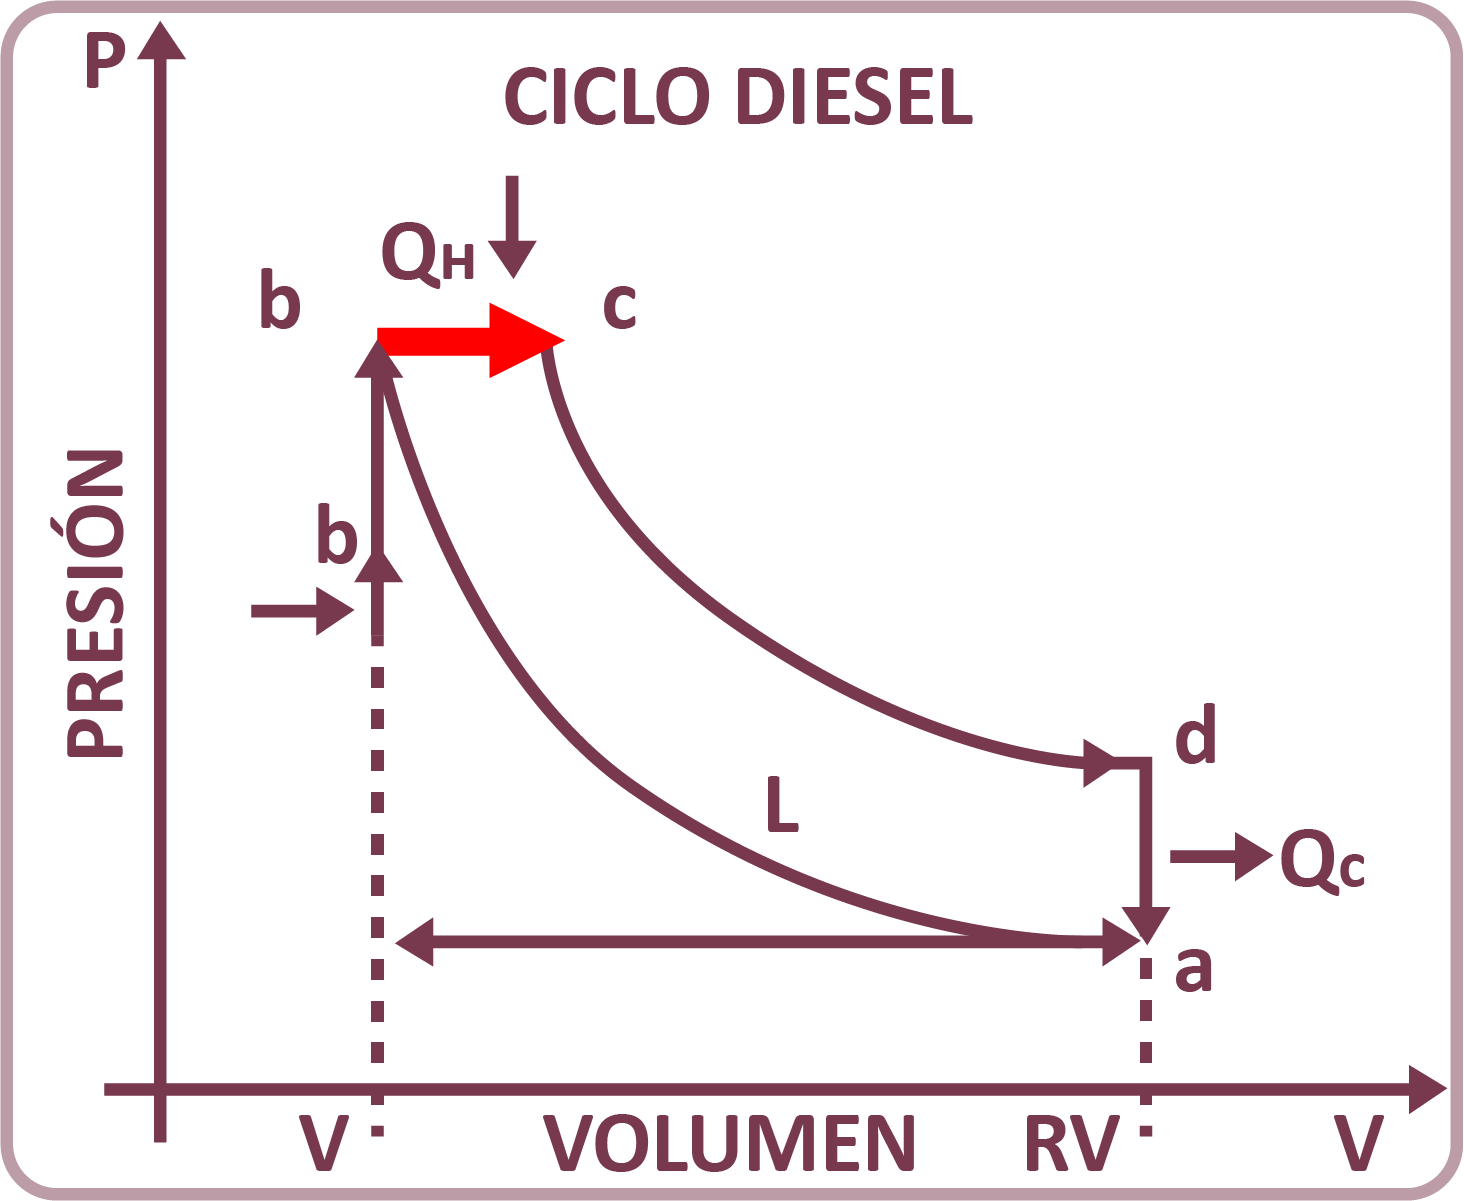 P
CICLO DIESEL
QH
b
c
PRESIÓN
b
d
L
Qc
a
V
VOLUMEN
RV
V